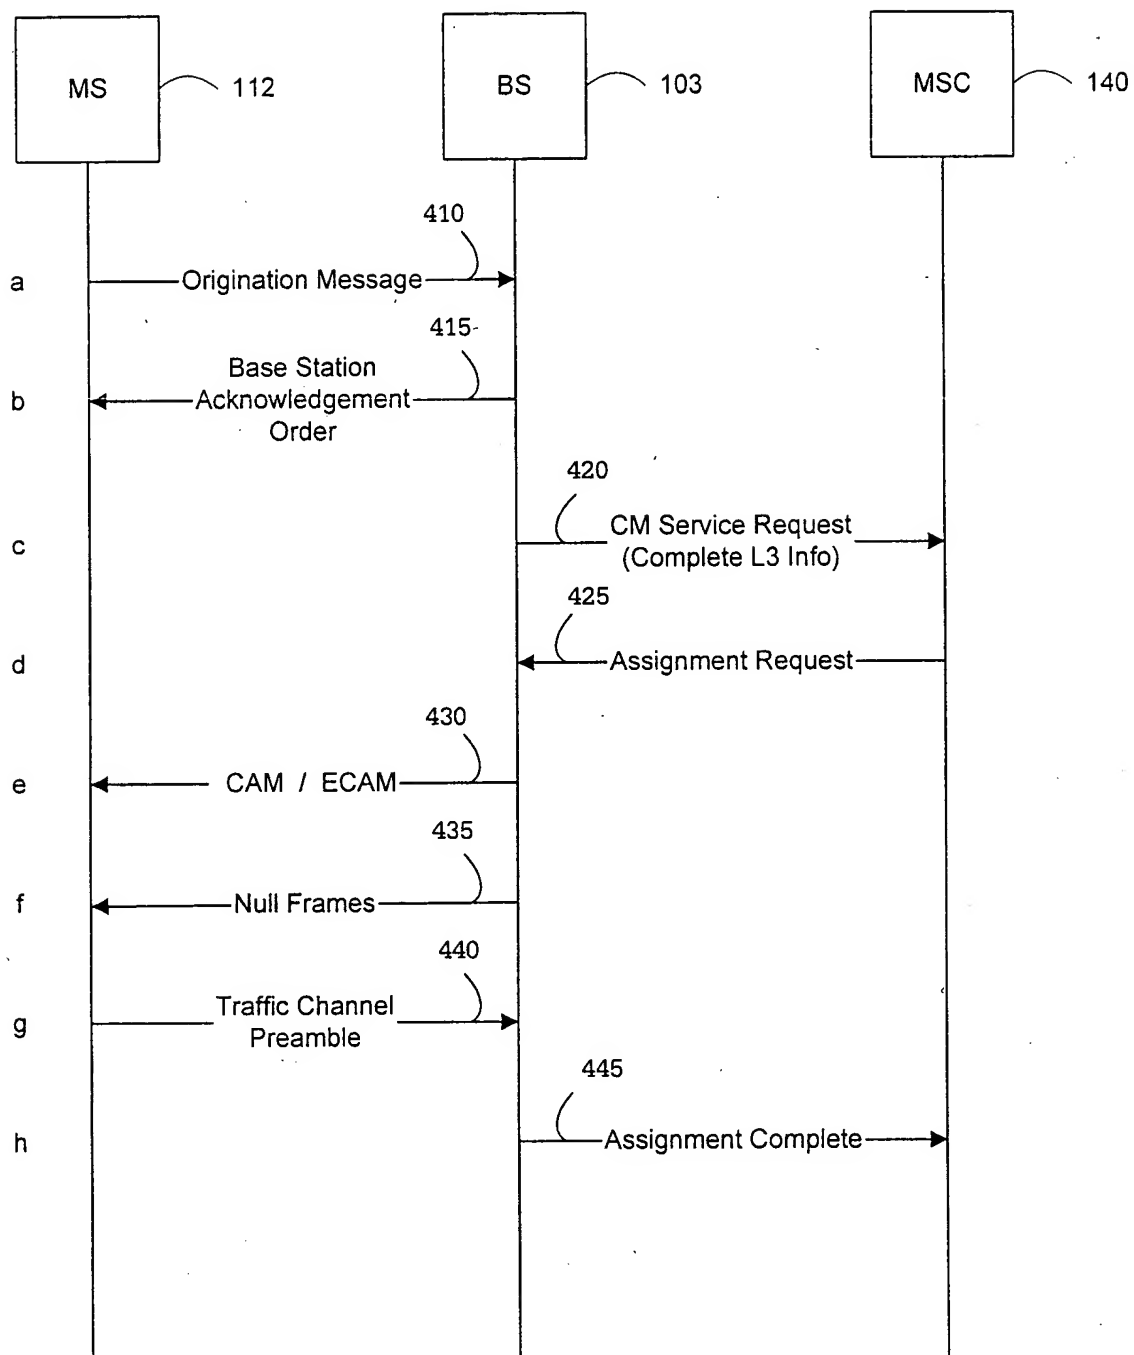 MS
112
BS
103
MSC
140
410
a
Origination Message
415
Base Station
b
Acknowledgement
Order
420
CM Service Request
c
(Complete L3 Info)
425
d
Assignment Request
430
e
CAM / ECAM
435
f
Null Frames
440
Traffic Channel
g
Preamble
445
h
Assignment Complete